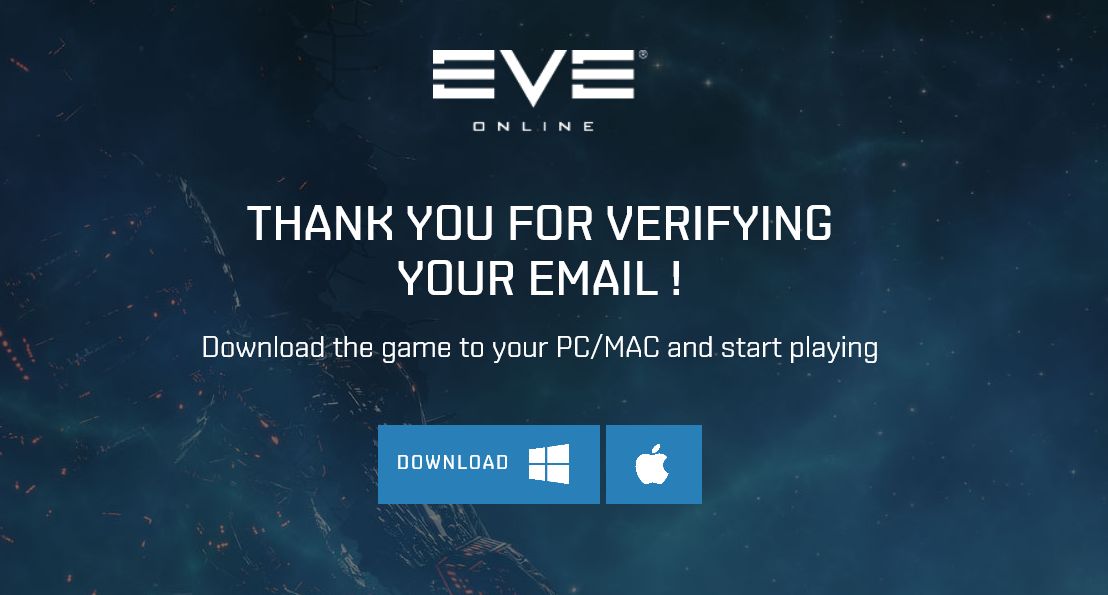 EVE®
ONLINE
THANK YOU FOR VERIFYING
YOUR EMAIL !
Download the game to your PC/MAC and start playing
DOWNLOAD